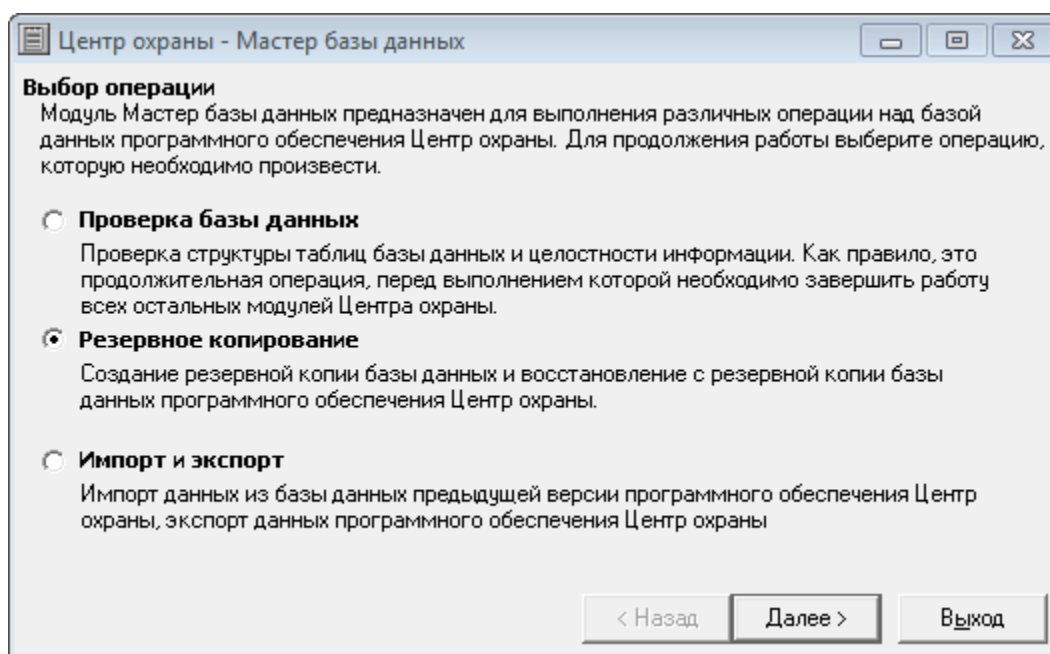 Центр охраны - Мастер базы данных
Выбор операции
Модуль Мастер базы данных предназначен для выполнения различных операции над базой
данных программного обеспечения Центр охраны. Для продолжения работы выберите операцию,
которую необходимо произвести.
Проверка базы данных
Проверка структуры таблиц базы данных и целостности информации. Как правило, это
продолжительная операция, перед выполнением которой необходимо завершить работу
всех остальных модулей Центра охраны.
Резервное копирование
Создание резервной копии базы данных и восстановление с резервной копии базы
данных программного обеспечения Центр охраны.
Импорт и экспорт
Импорт данных из базы данных предыдущей версии программного обеспечения Центр
охраны, экспорт данных программного обеспечения Центр охраны
< Назад Далее > Выход